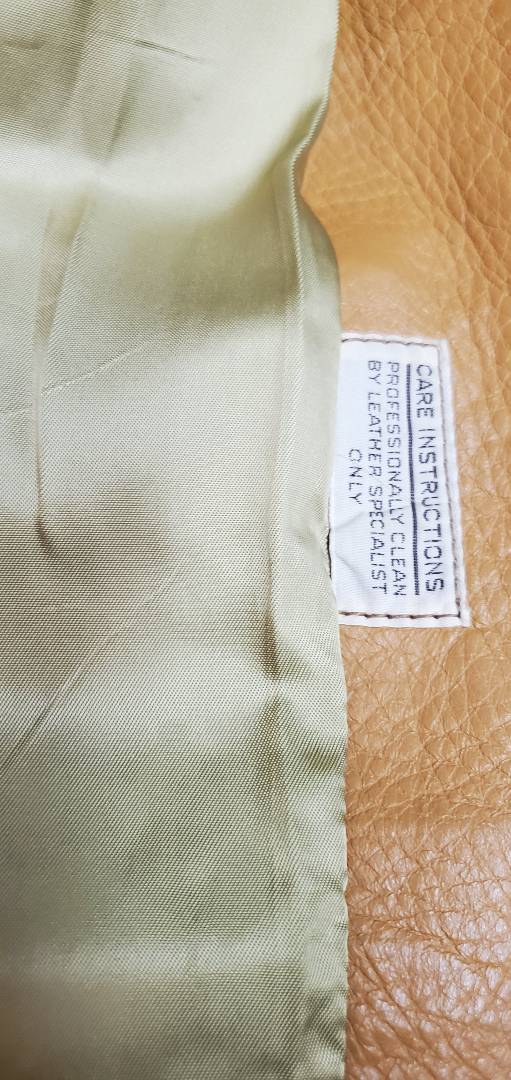 CARE INSTRUCTIONS
PROFESSIONALLY CLEAN
BY LEATHER SPECIALIST
ONLY